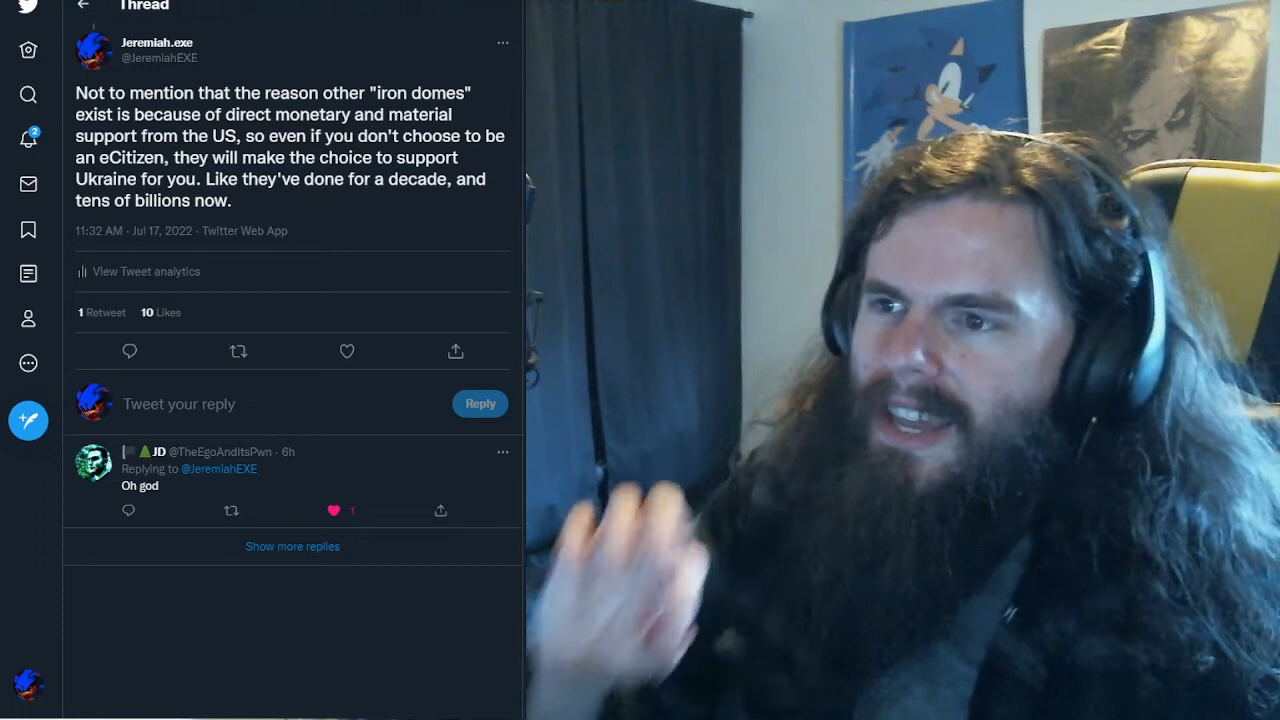 Thread
Jeremiah.exe
@JeremiahEXE
Not to mention that the reason other "iron domes"
exist is because of direct monetary and material
support from the US, so even if you don't choose to be
an eCitizen, they will make the choice to support
Ukraine for you. Like they've done for a decade, and
tens of billions now.
11:32 AM · Jul 17, 2022 · Twitter Web App
View Tweet analytics
1 Retweet 10 Likes
Tweet your reply
Reply
JD @TheEgoAndItsPwn · 6h
Replying to @JeremiahEXE
Oh god
1
Show more replies
2